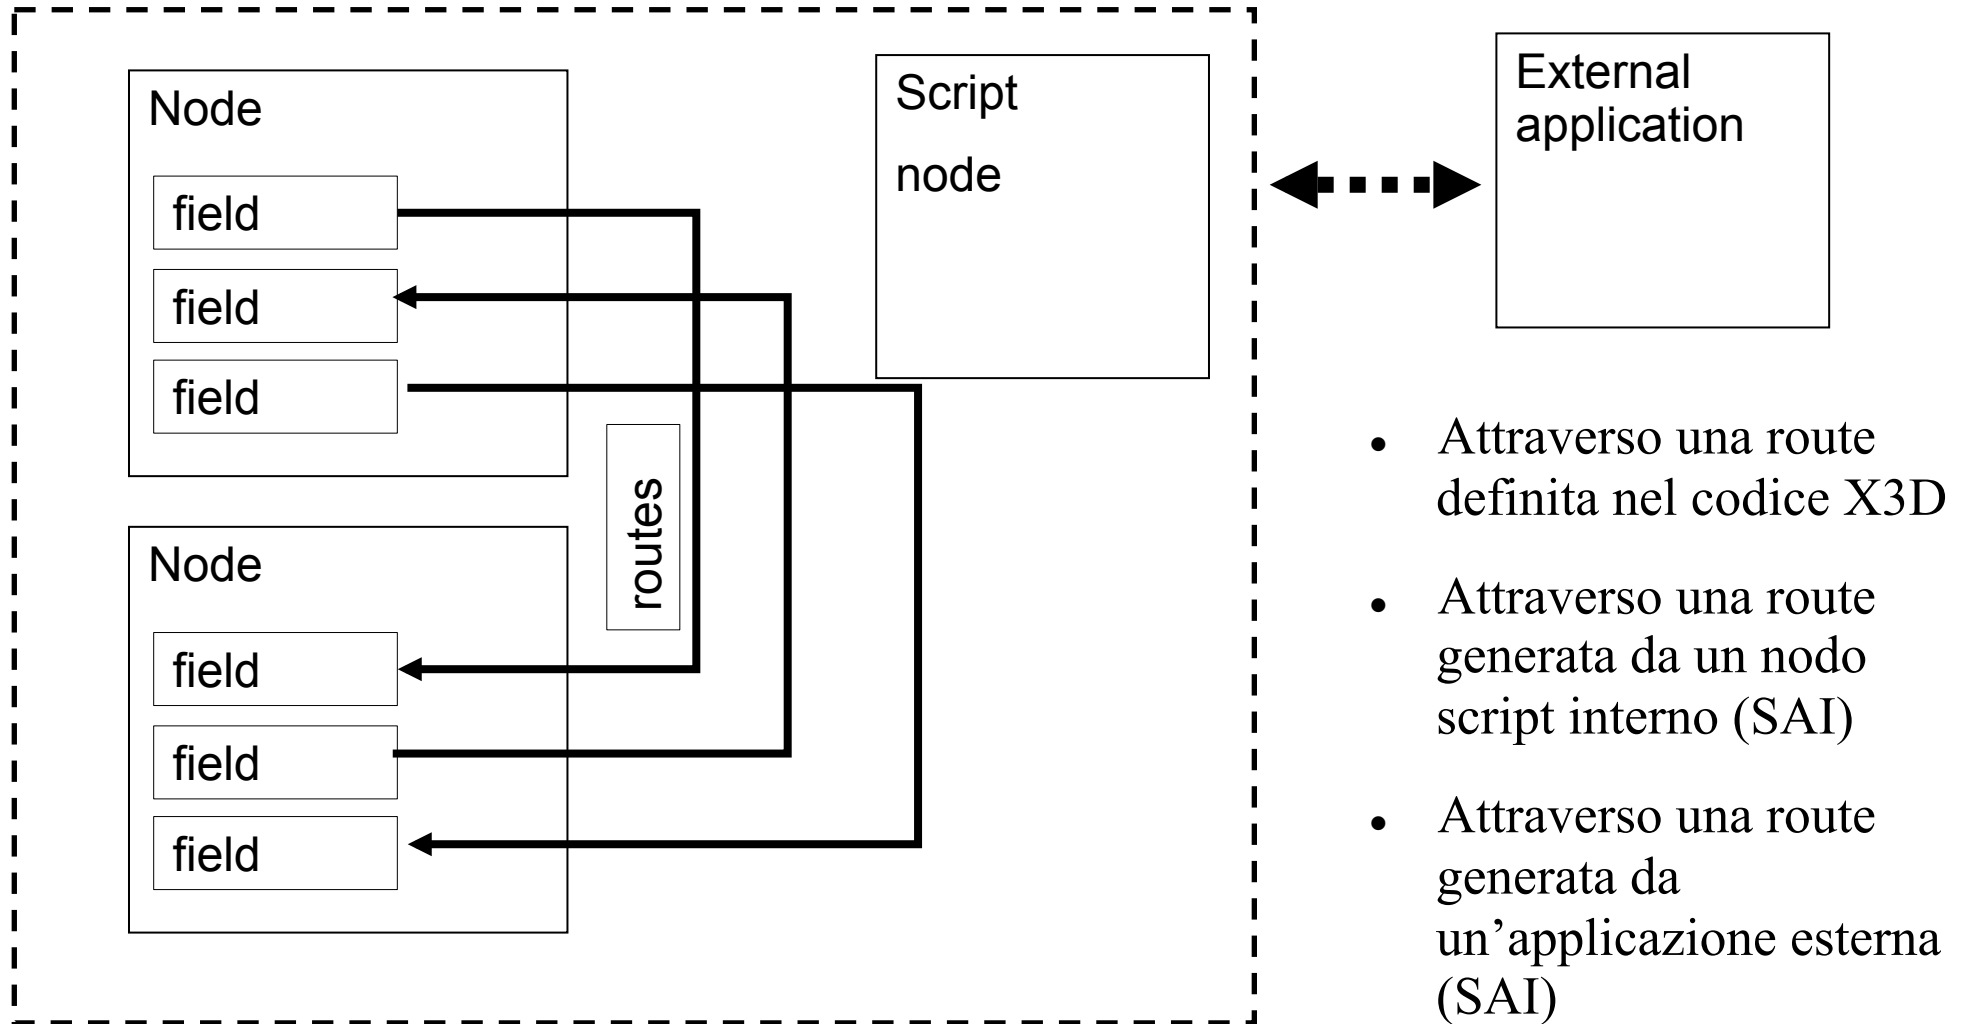 Node
field
field
field
Node
field
field
field
routes
Script
node
External
application
• Attraverso una route
definita nel codice X3D
• Attraverso una route
generata da un nodo
script interno (SAI)
• Attraverso una route
generata da
un’applicazione esterna
(SAI)